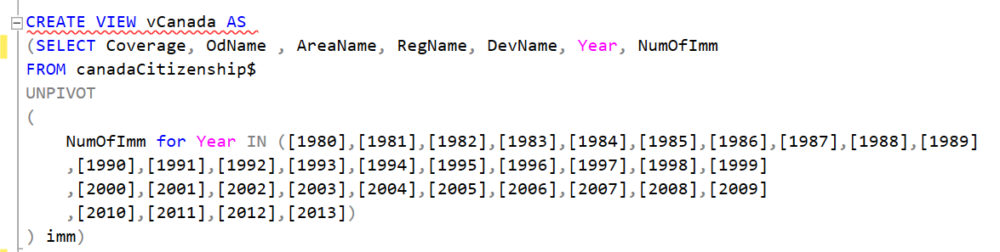 CREATE VIEW vCanada AS
(SELECT Coverage, OdName , AreaName, RegName, DevName, Year, NumOfImm
FROM canadaCitizenship$
UNPIVOT
(
NumOfImm for Year IN ([1980],[1981],[1982],[1983],[1984],[1985],[1986],[1987],[1988],[1989]
,[1990],[1991],[1992],[1993],[1994],[1995],[1996],[1997],[1998],[1999]
,[2000],[2001],[2002],[2003],[2004],[2005],[2006],[2007],[2008],[2009]
,[2010],[2011],[2012],[2013])
) imm)